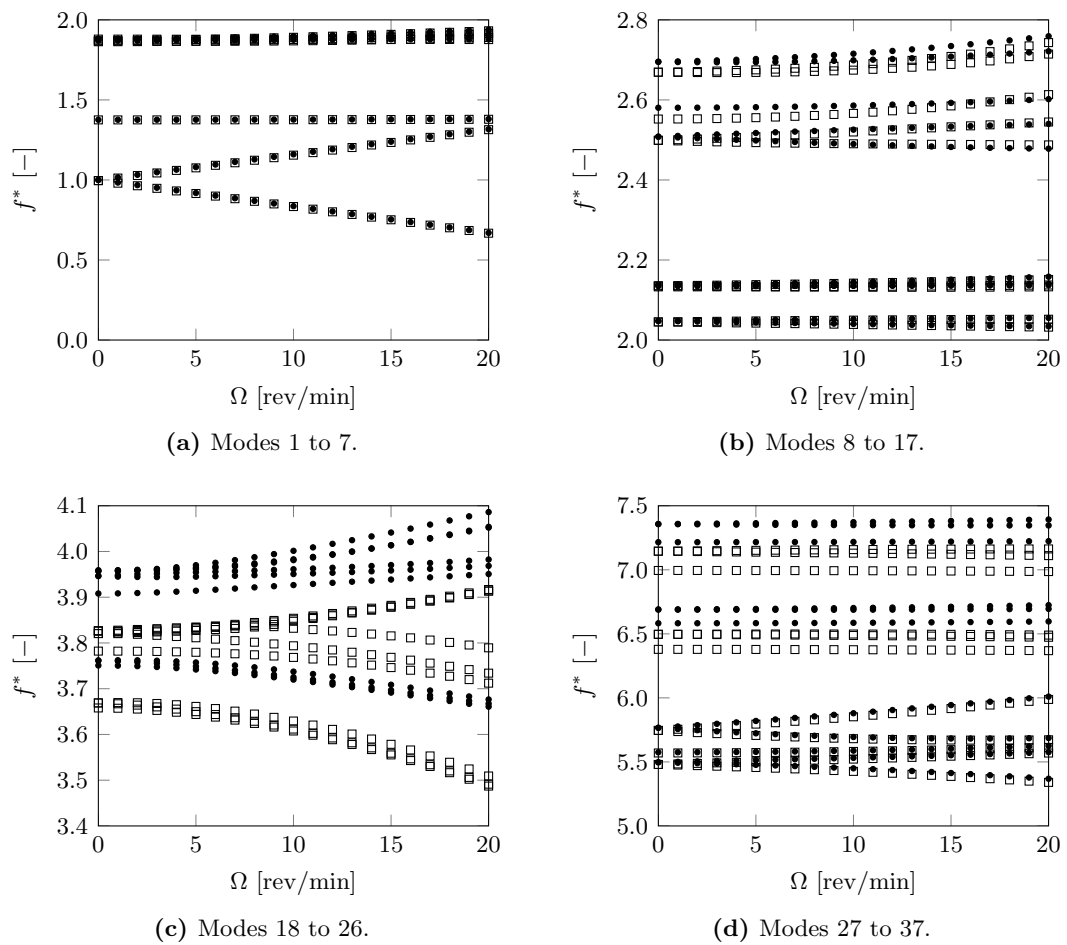 2.0
1.5
1.0
0.5
0.0
f* [−]
0 5 10 15 20
Ω [rev/min]
(a) Modes 1 to 7.
2.8
2.6
2.4
2.2
2.0
f* [−]
0 5 10 15 20
Ω [rev/min]
(b) Modes 8 to 17.
4.1
4.0
3.9
3.8
3.7
3.6
3.5
3.4
f* [−]
0 5 10 15 20
Ω [rev/min]
(c) Modes 18 to 26.
7.5
7.0
6.5
6.0
5.5
5.0
f* [−]
0 5 10 15 20
Ω [rev/min]
(d) Modes 27 to 37.